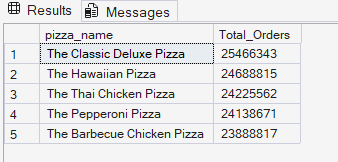 Results Messages
pizza_name Total_Orders
1 The Classic Deluxe Pizza 25466343
2 The Hawaiian Pizza 24688815
3 The Thai Chicken Pizza 24225562
4 The Pepperoni Pizza 24138671
5 The Barbecue Chicken Pizza 23888817